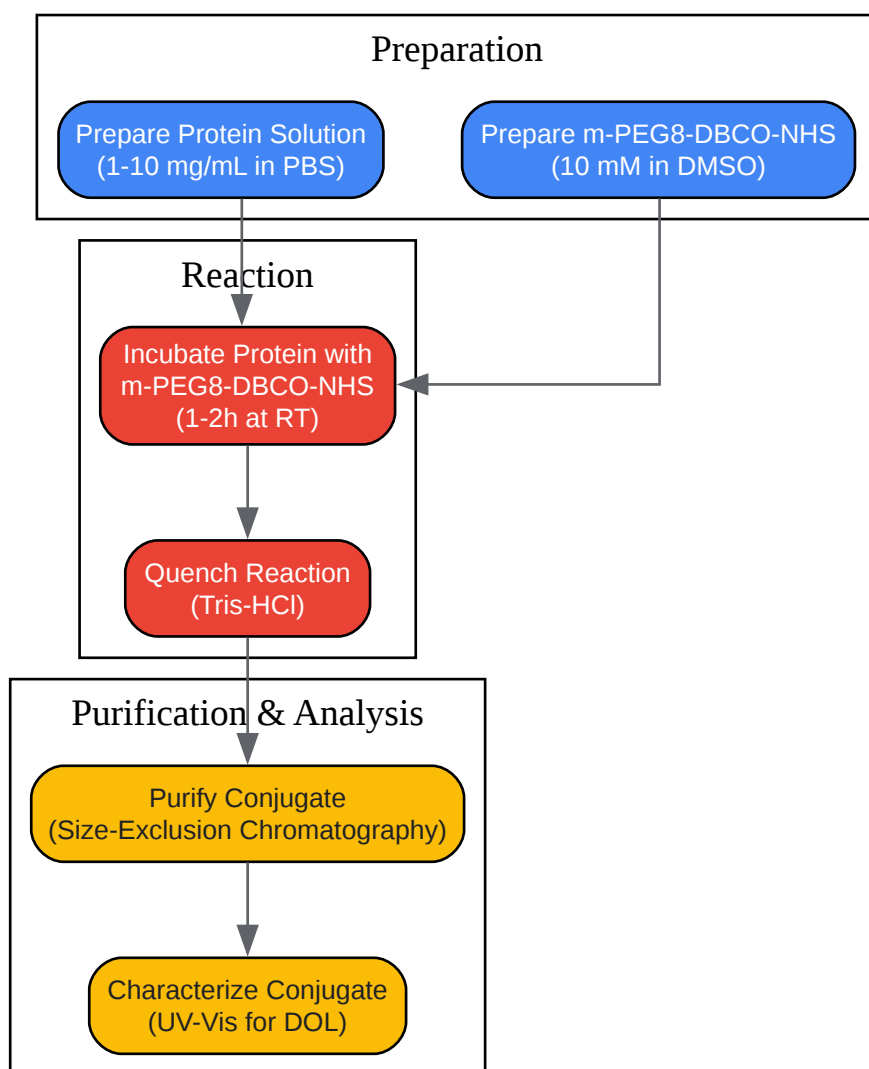 Preparation
Prepare Protein Solution
(1-10 mg/mL in PBS)
Prepare m-PEG8-DBCO-NHS
(10 mM in DMSO)
Reaction
Incubate Protein with
m-PEG8-DBCO-NHS
(1-2h at RT)
Quench Reaction
(Tris-HCl)
Purification & Analysis
Purify Conjugate
(Size-Exclusion Chromatography)
Characterize Conjugate
(UV-Vis for DOL)